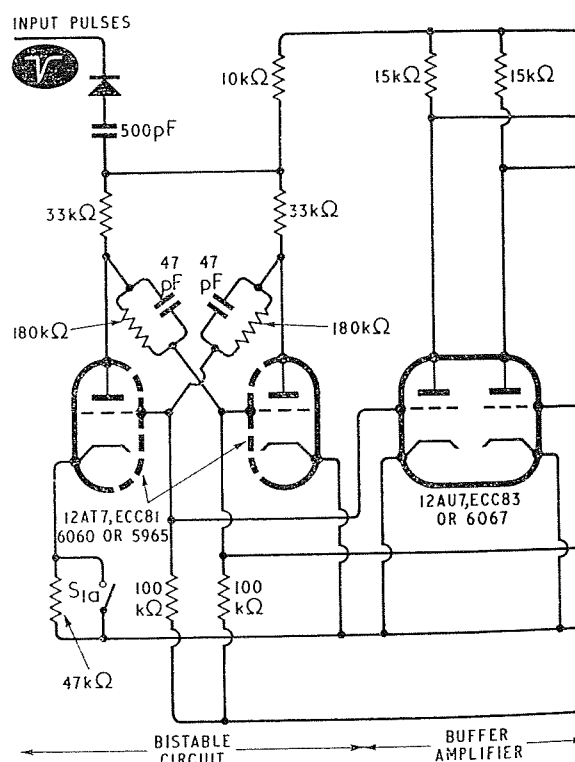 INPUT PULSES
10kΩ
15kΩ
15kΩ
500pF
33kΩ
33kΩ
47
pF
47
pF
180kΩ
180kΩ
12AT7,ECC81
6060 OR 5965
12AU7,ECC83
OR 6067
S1a
100
kΩ
100
kΩ
47kΩ
BISTABLE
CIRCUIT
BUFFER
AMPLIFIER